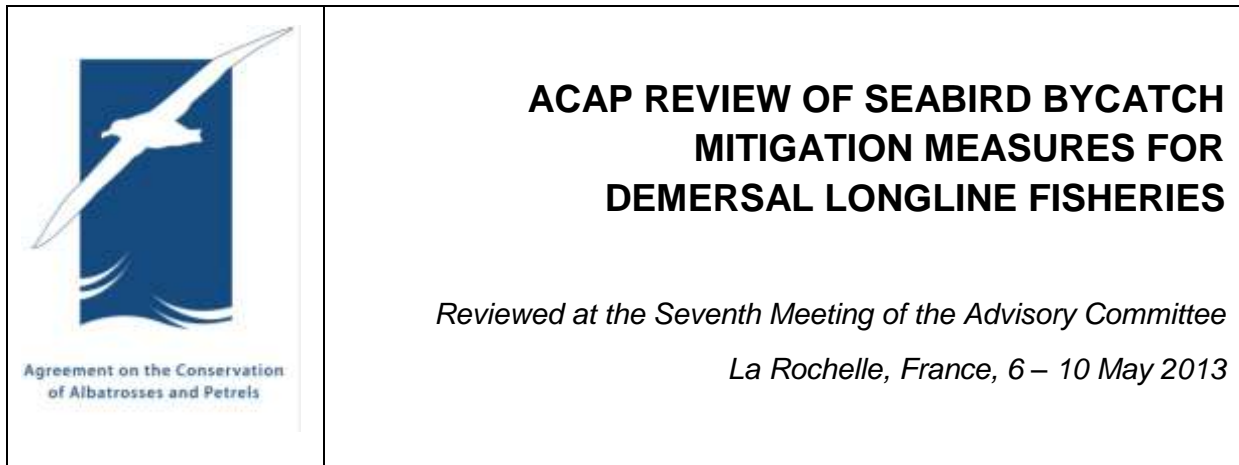 Agreement on the Conservation
of Albatrosses and Petrels
ACAP REVIEW OF SEABIRD BYCATCH
MITIGATION MEASURES FOR
DEMERSAL LONGLINE FISHERIES
Reviewed at the Seventh Meeting of the Advisory Committee
La Rochelle, France, 6 – 10 May 2013